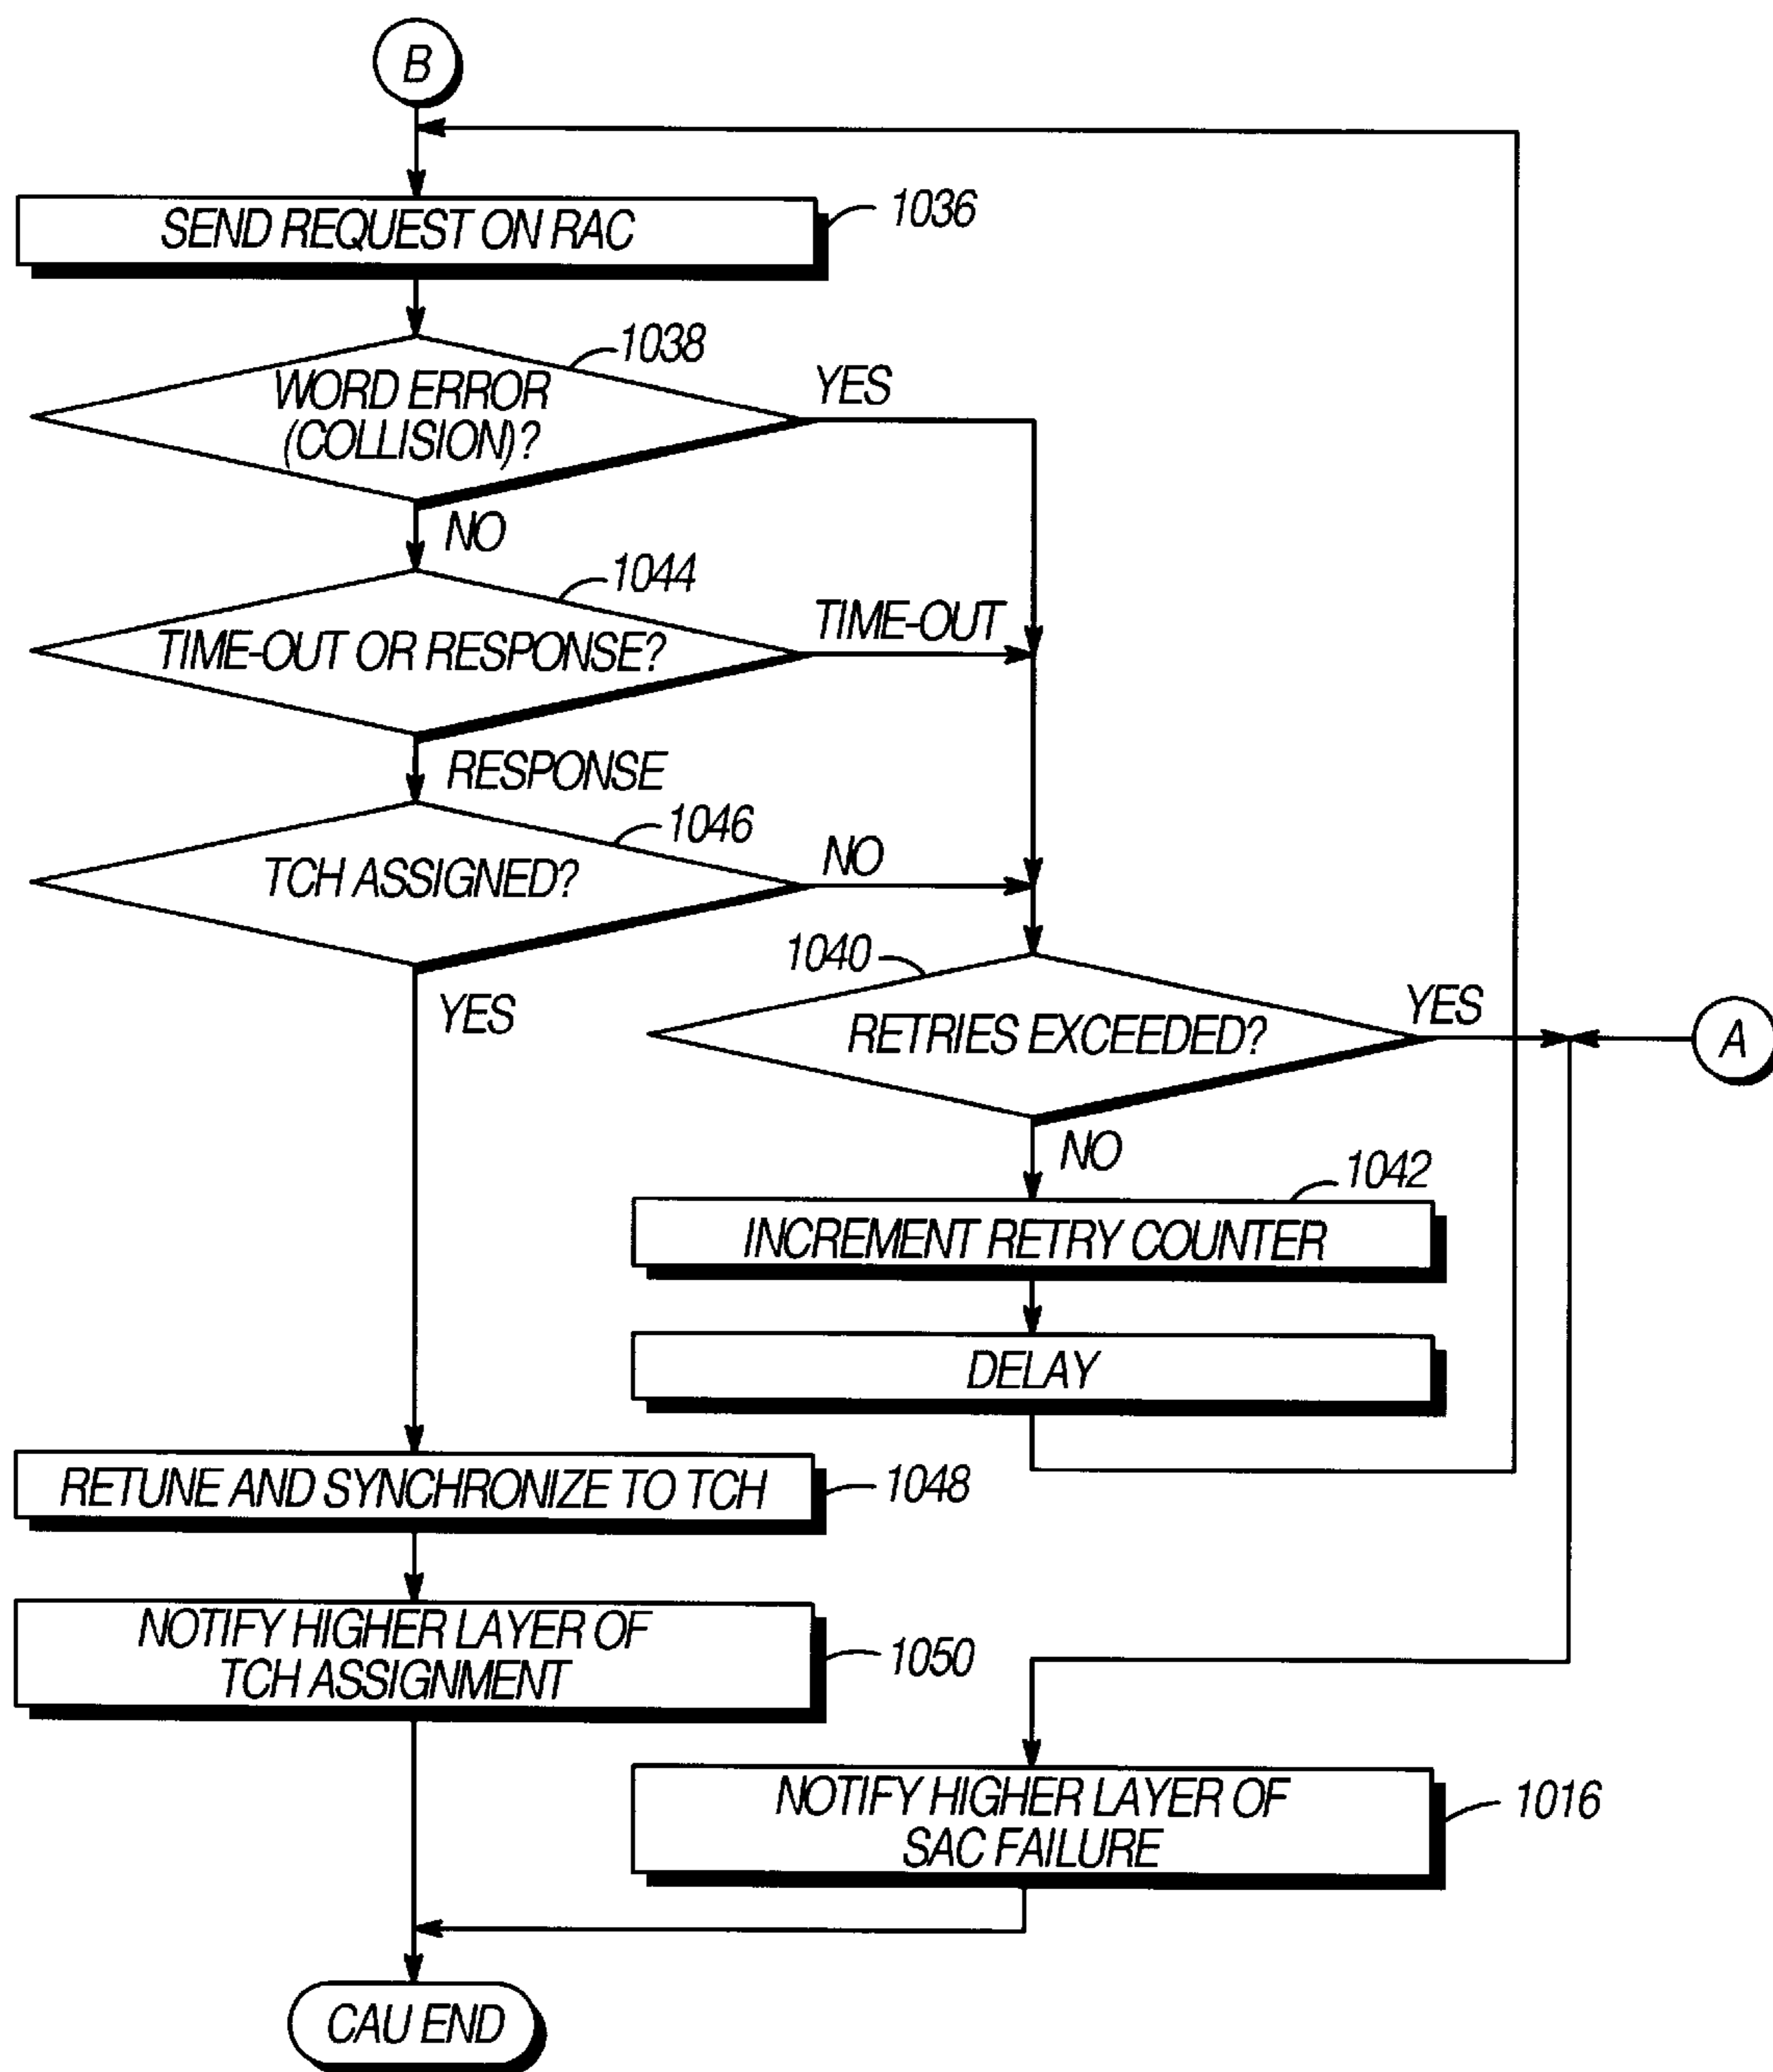 B
SEND REQUEST ON RAC
1036
1038
WORD ERROR
(COLLISION)?
YES
NO
1044
TIME-OUT OR RESPONSE?
TIME-OUT
RESPONSE
1046
TCH ASSIGNED?
NO
YES
1040
RETRIES EXCEEDED?
YES
A
NO
1042
INCREMENT RETRY COUNTER
DELAY
RETUNE AND SYNCHRONIZE TO TCH
1048
NOTIFY HIGHER LAYER OF
TCH ASSIGNMENT
1050
NOTIFY HIGHER LAYER OF
SAC FAILURE
1016
CAU END